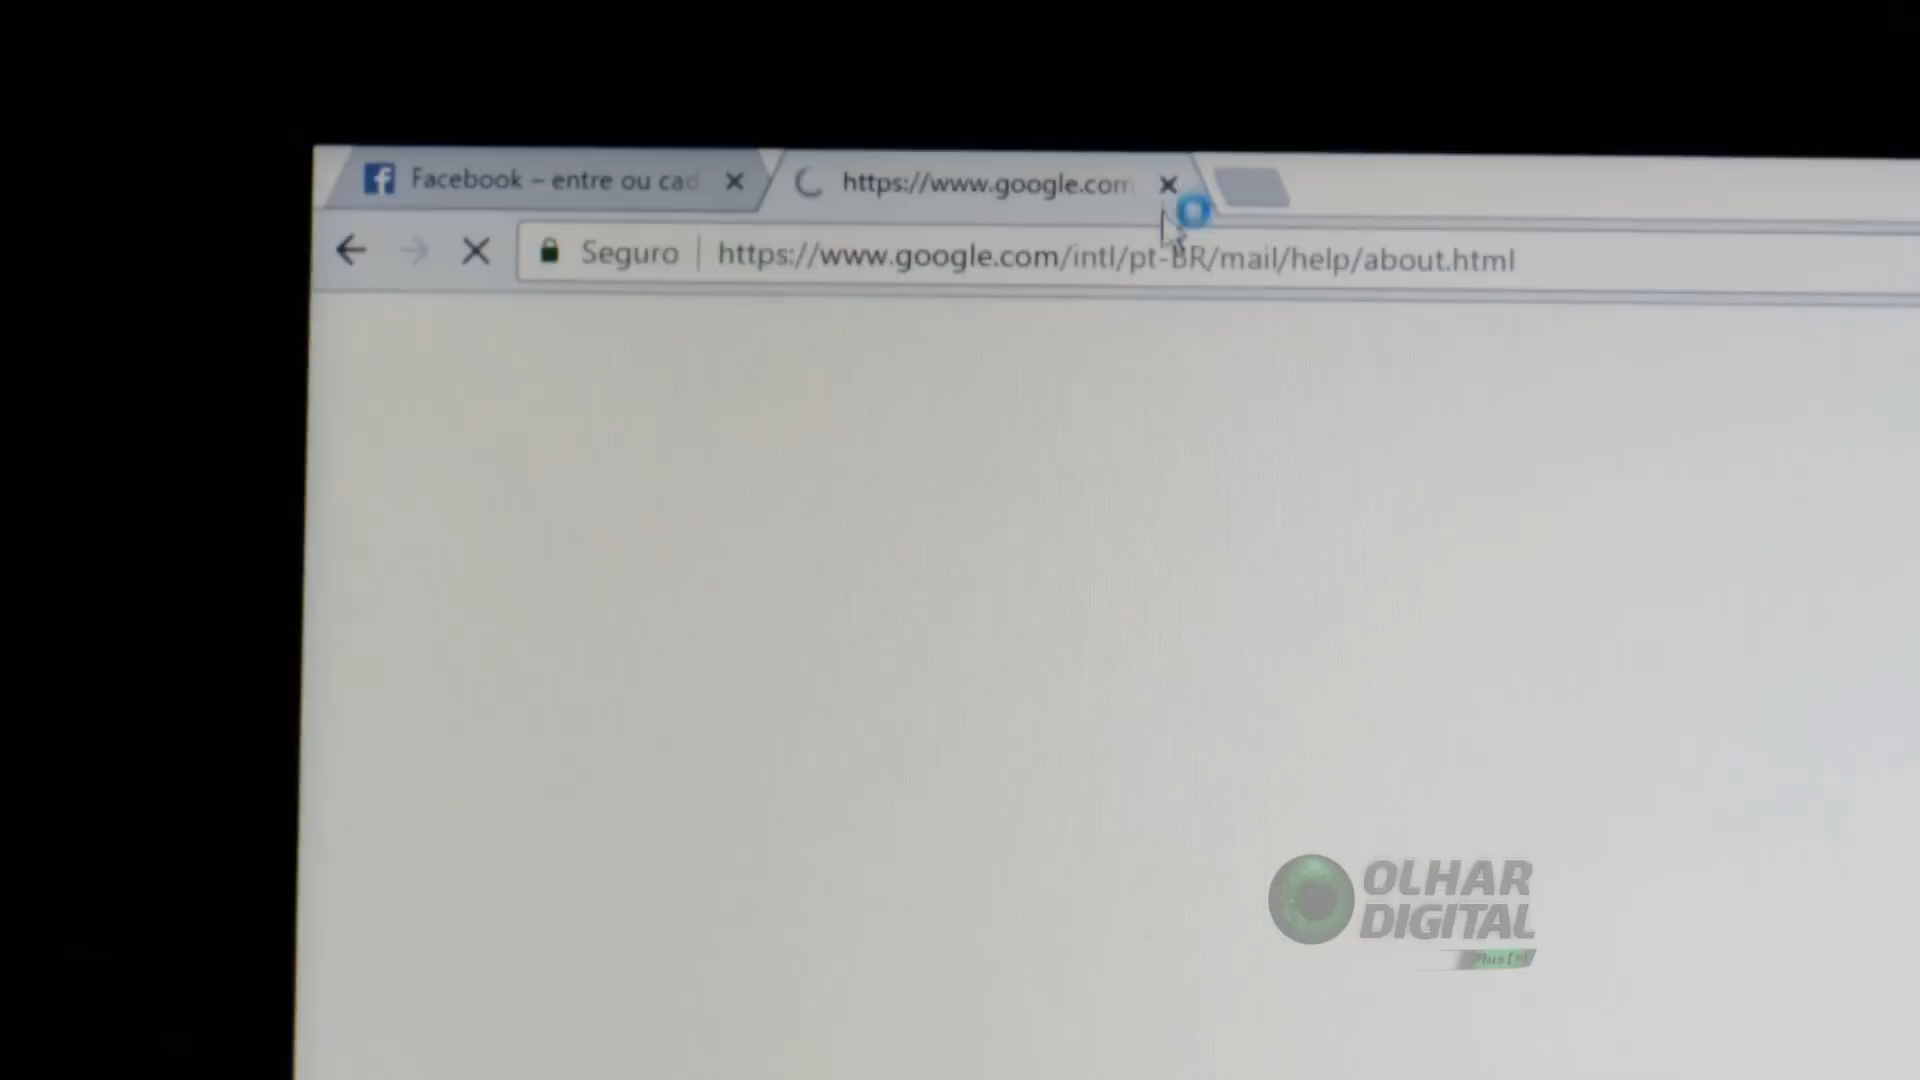 Facebook – entre ou cad
https://www.google.com
Seguro
https://www.google.com/intl/pt-BR/mail/help/about.html
OLHAR
DIGITAL
Plus[+]